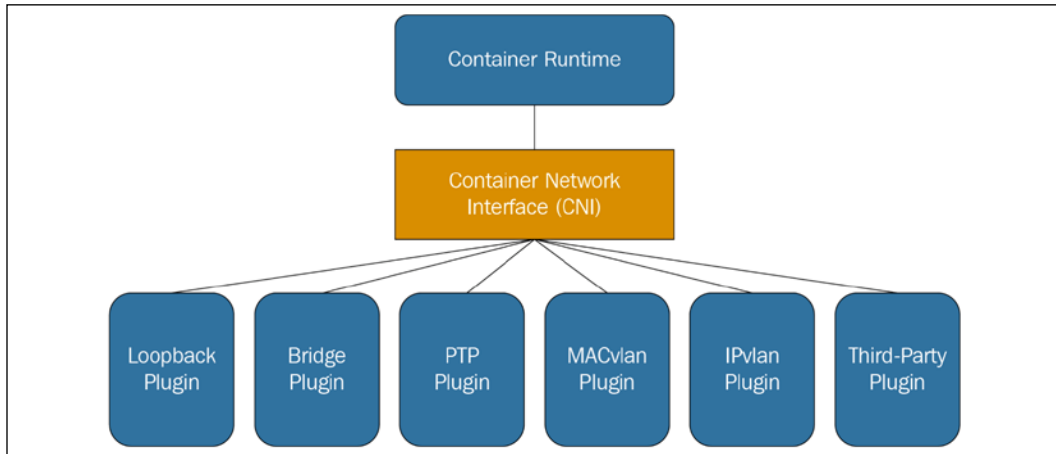 Container Runtime
Container Network
Interface (CNI)
Loopback
Plugin
Bridge
Plugin
PTP
Plugin
MACvlan
Plugin
IPvlan
Plugin
Third-Party
Plugin